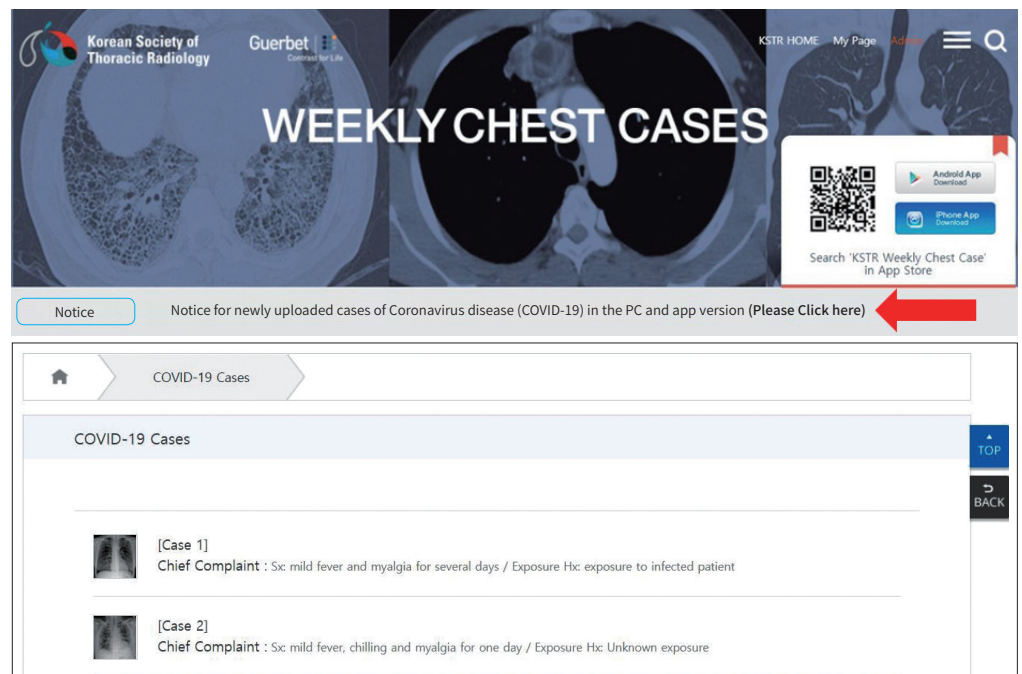 Korean Society of
Thoracic Radiology
Guerbet
Contrast for Life
KSTR HOME My Page Admin
WEEKLY CHEST CASES
Android App
Download
iPhone App
Download
Search 'KSTR Weekly Chest Case'
in App Store
Notice
Notice for newly uploaded cases of Coronavirus disease (COVID-19) in the PC and app version (Please Click here)
COVID-19 Cases
COVID-19 Cases
TOP
BACK
[Case 1]
Chief Complaint : Sx: mild fever and myalgia for several days / Exposure Hx: exposure to infected patient
[Case 2]
Chief Complaint : Sx: mild fever, chilling and myalgia for one day / Exposure Hx: Unknown exposure